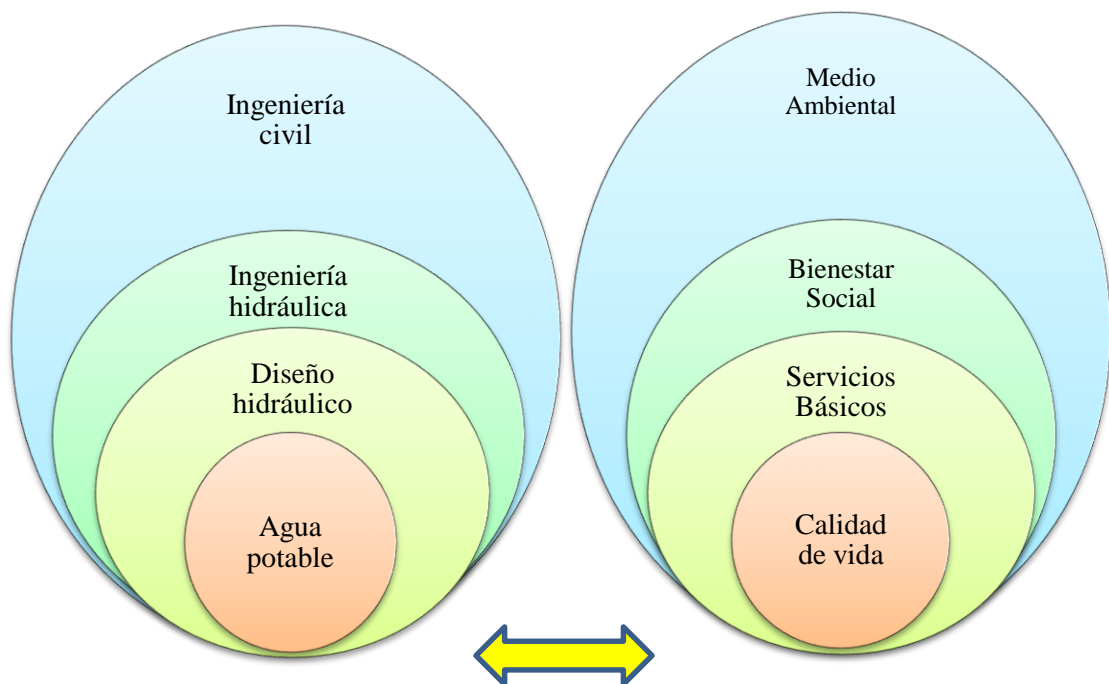 Ingeniería
civil
Ingeniería
hidráulica
Diseño
hidráulico
Agua
potable
Medio
Ambiental
Bienestar
Social
Servicios
Básicos
Calidad
de vida